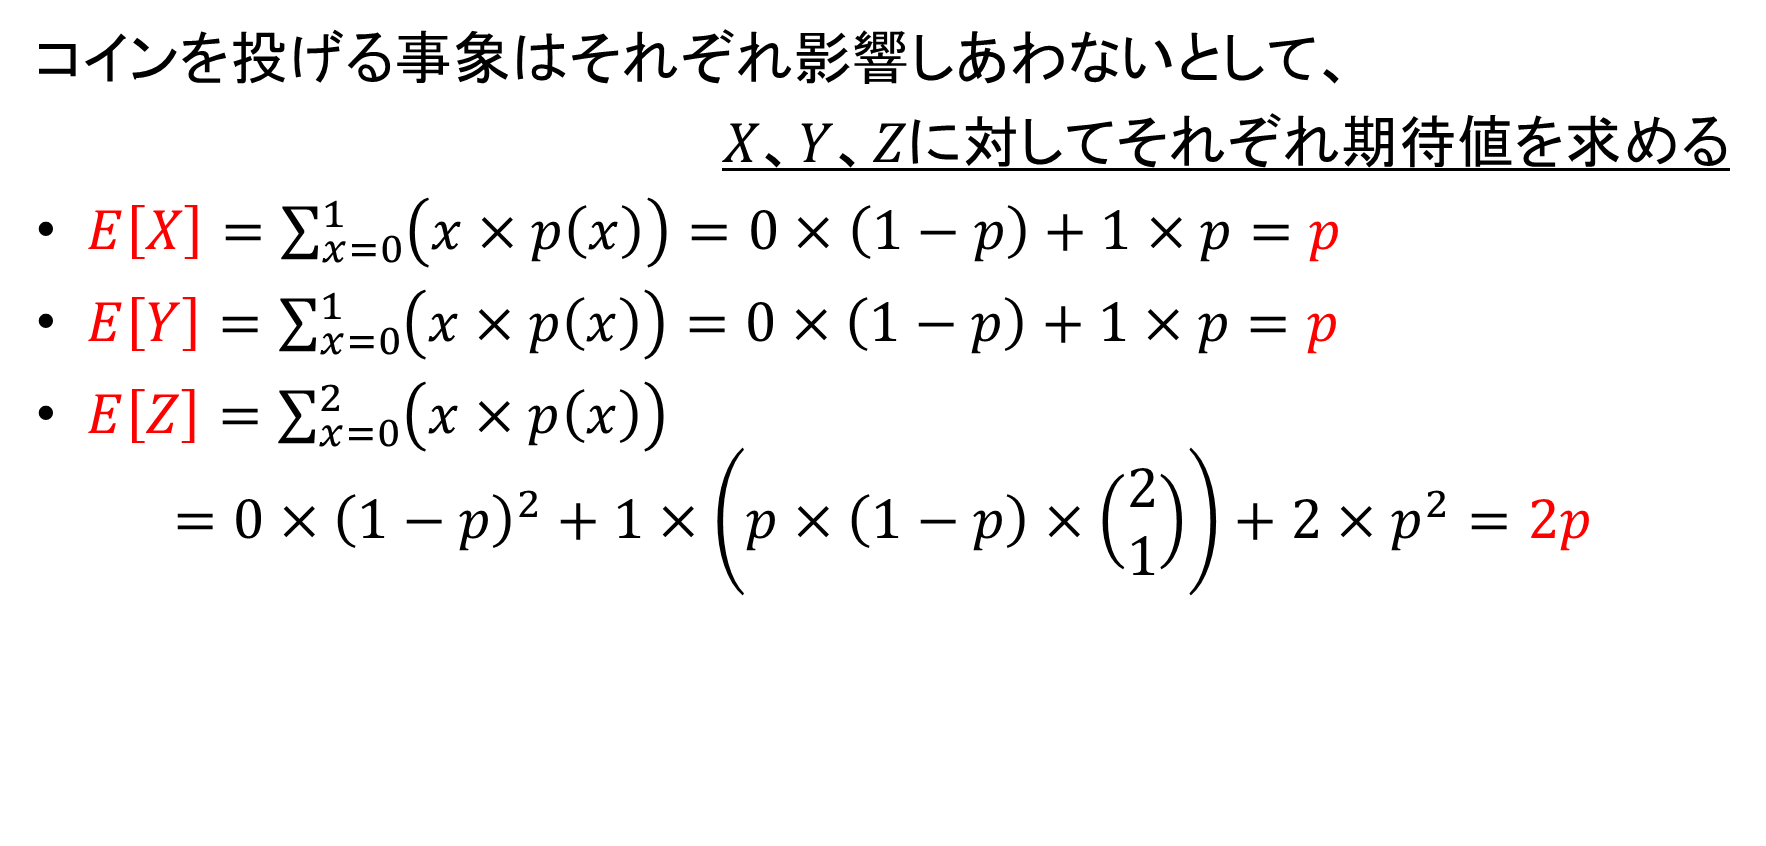 コインを投げる事象はそれぞれ影響しあわないとして、
X、Y、Zに対してそれぞれ期待値を求める
• E[X] = ∑_{x=0}^{1}(x × p(x)) = 0 × (1 − p) + 1 × p = p
• E[Y] = ∑_{x=0}^{1}(x × p(x)) = 0 × (1 − p) + 1 × p = p
• E[Z] = ∑_{x=0}^{2}(x × p(x))
= 0 × (1 − p)² + 1 × (p × (1 − p) × \binom{2}{1}) + 2 × p² = 2p